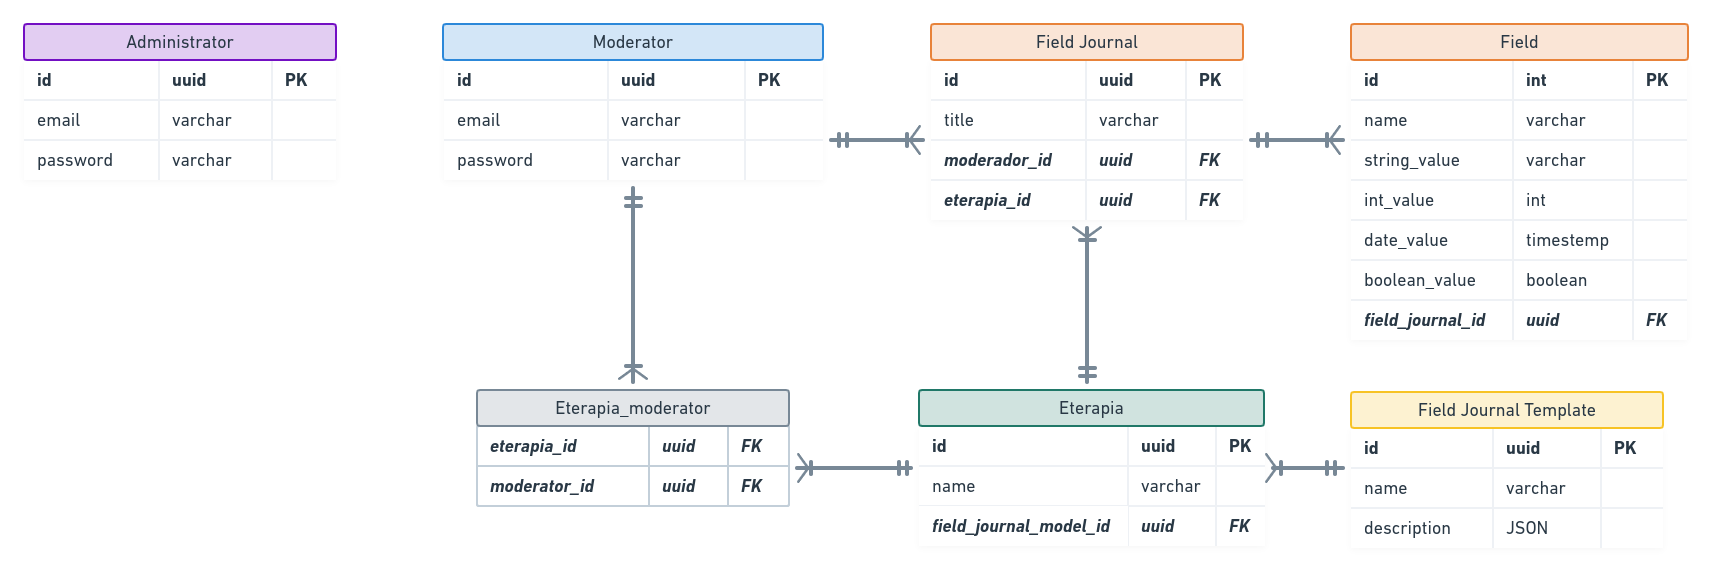 Administrator
id uuid PK
email varchar
password varchar
Moderator
id uuid PK
email varchar
password varchar
Field Journal
id uuid PK
title varchar
moderador_id uuid FK
eterapia_id uuid FK
Field
id int PK
name varchar
string_value varchar
int_value int
date_value timestemp
boolean_value boolean
field_journal_id uuid FK
Eterapia_moderator
eterapia_id uuid FK
moderator_id uuid FK
Eterapia
id uuid PK
name varchar
field_journal_model_id uuid FK
Field Journal Template
id uuid PK
name varchar
description JSON